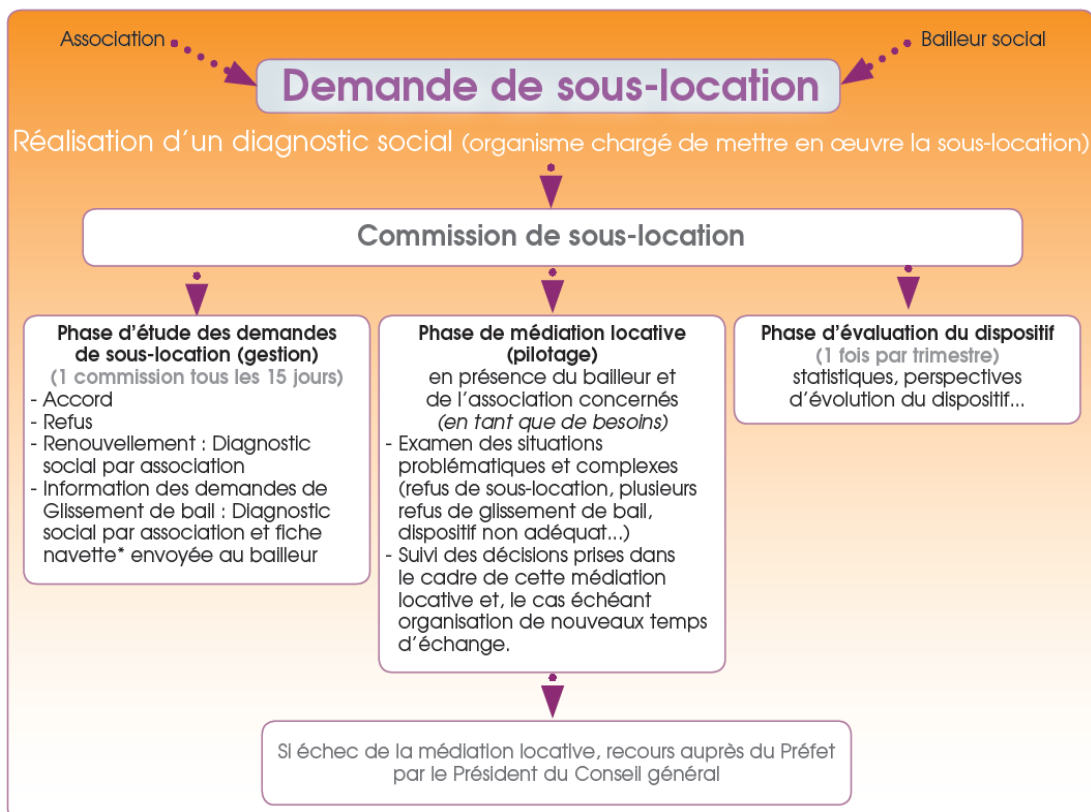 Association
Bailleur social
Demande de sous-location
Réalisation d'un diagnostic social (organisme chargé de mettre en œuvre la sous-location)
Commission de sous-location
Phase d'étude des demandes
de sous-location (gestion)
(1 commission tous les 15 jours)
- Accord
- Refus
- Renouvellement : Diagnostic
social par association
- Information des demandes de
Glissement de bail : Diagnostic
social par association et fiche
navette* envoyée au bailleur
Phase de médiation locative
(pilotage)
en présence du bailleur et
de l'association concernés
(en tant que de besoins)
- Examen des situations
problématiques et complexes
(refus de sous-location, plusieurs
refus de glissement de bail,
dispositif non adéquat...)
- Suivi des décisions prises dans
le cadre de cette médiation
locative et, le cas échéant
organisation de nouveaux temps
d'échange.
Phase d'évaluation du dispositif
(1 fois par trimestre)
statistiques, perspectives
d'évolution du dispositif...
Si échec de la médiation locative, recours auprès du Préfet
par le Président du Conseil général